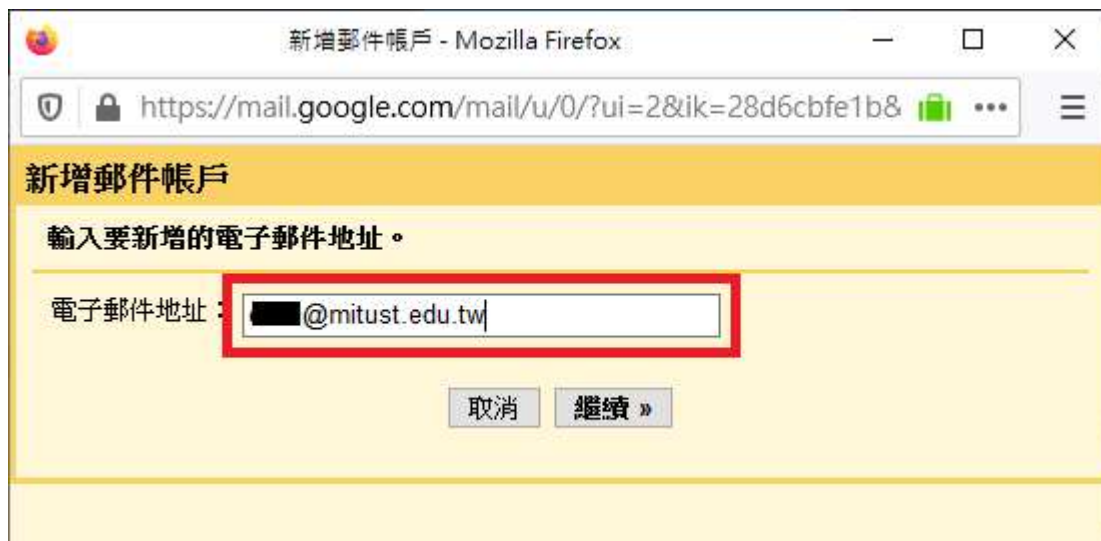 新增郵件帳戶 - Mozilla Firefox
https://mail.google.com/mail/u/0/?ui=2&ik=28d6cbfe1b&
新增郵件帳戶
輸入要新增的電子郵件地址。
電子郵件地址： @mitust.edu.tw
取消 繼續 »